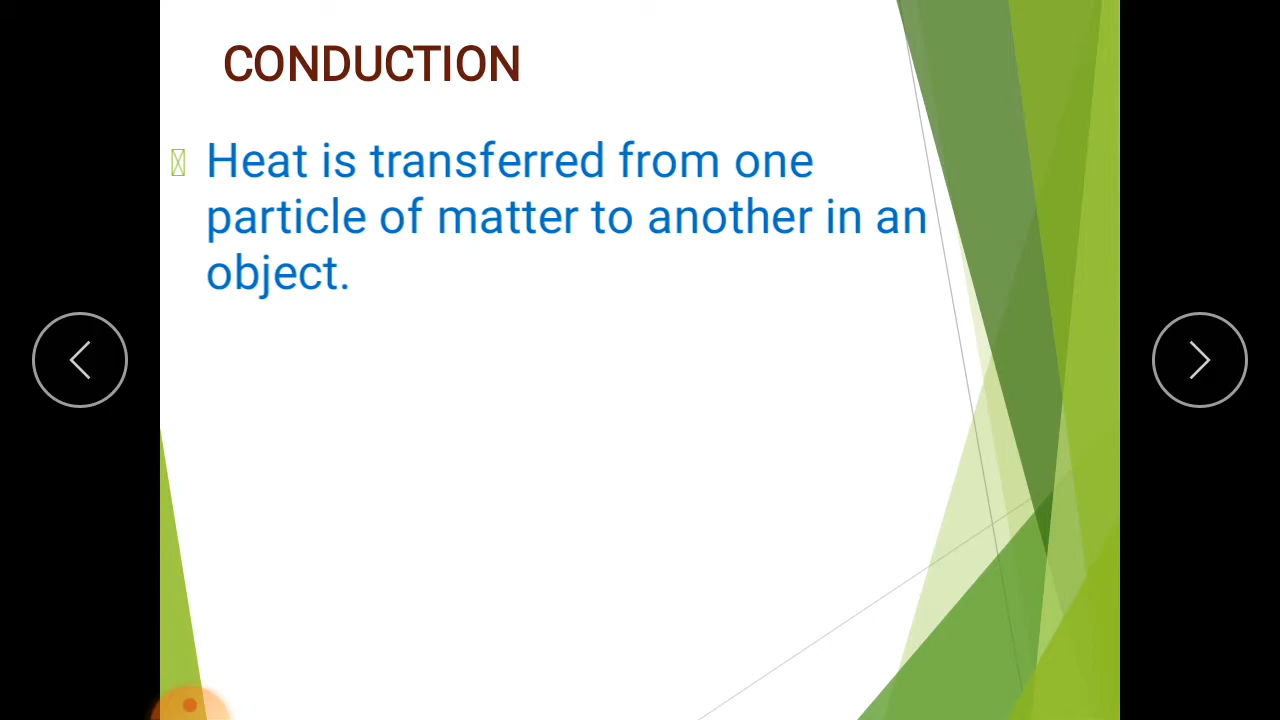 CONDUCTION
Heat is transferred from one
particle of matter to another in an
object.